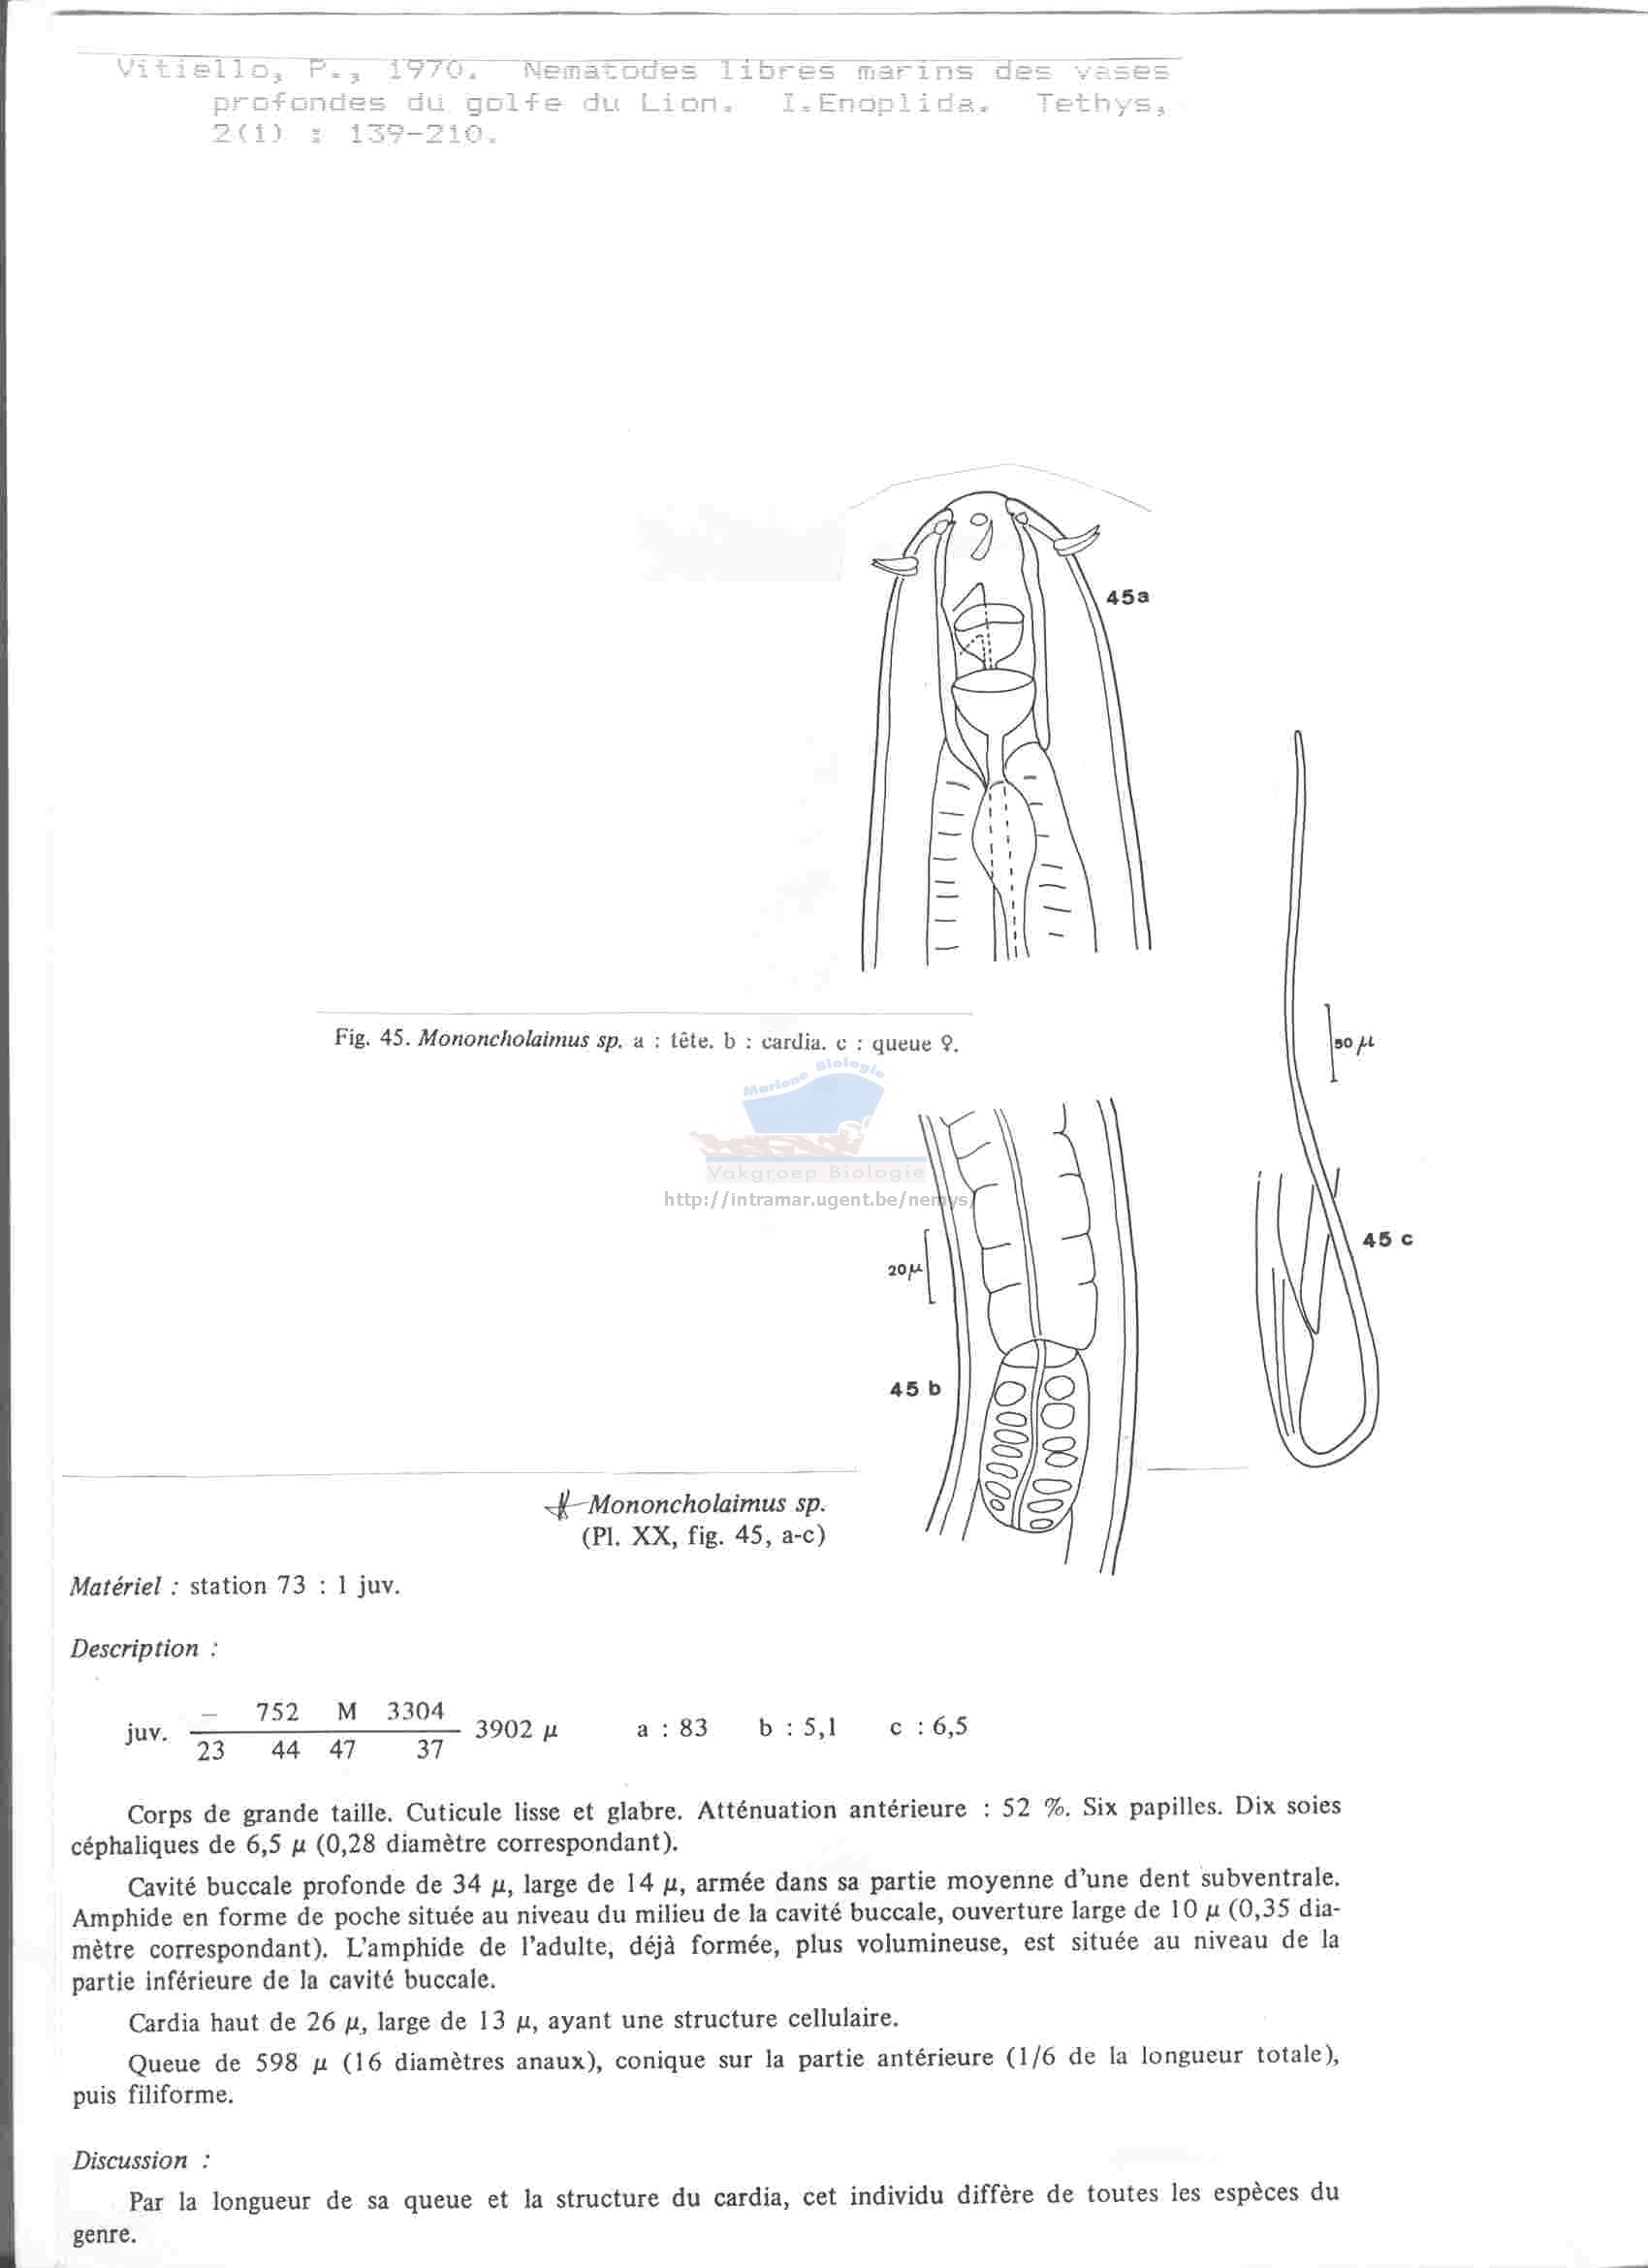 Vitiello, P., 1970. Nematodes libres marins des vases
profondes du golfe du Lion. I.Enoplida. Tethys,
2(1) : 139-210.
45a
Fig. 45. Mononcholaimus sp. a : tête. b : cardia. c : queue ♀.
50 μ
Mariene Biologie
Vakgroep Biologie
http://intramar.ugent.be/nemys/
20μ
45 c
45 b
Mononcholaimus sp.
(Pl. XX, fig. 45, a-c)
Matériel : station 73 : 1 juv.
Description :
– 752 M 3304
juv. 3902 μ a : 83 b : 5,1 c : 6,5
23 44 47 37
Corps de grande taille. Cuticule lisse et glabre. Atténuation antérieure : 52 %. Six papilles. Dix soies
céphaliques de 6,5 μ (0,28 diamètre correspondant).
Cavité buccale profonde de 34 μ, large de 14 μ, armée dans sa partie moyenne d'une dent subventrale.
Amphide en forme de poche située au niveau du milieu de la cavité buccale, ouverture large de 10 μ (0,35 dia-
mètre correspondant). L'amphide de l'adulte, déjà formée, plus volumineuse, est située au niveau de la
partie inférieure de la cavité buccale.
Cardia haut de 26 μ, large de 13 μ, ayant une structure cellulaire.
Queue de 598 μ (16 diamètres anaux), conique sur la partie antérieure (1/6 de la longueur totale),
puis filiforme.
Discussion :
Par la longueur de sa queue et la structure du cardia, cet individu diffère de toutes les espèces du
genre.